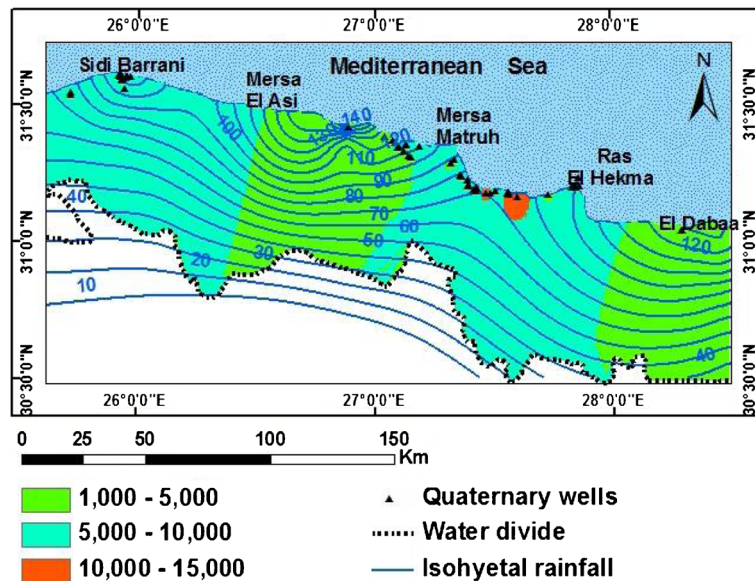 26°0'0"E 27°0'0"E 28°0'0"E
Sidi Barrani
Mediterranean Sea
N
Mersa
El Asi
Mersa
Matruh
Ras
El Hekma
El Dabaa
31°30'0"N
31°0'0"N
30°30'0"N
31°30'0"N
31°0'0"N
30°30'0"N
100
140
120
110
90
80
70
60
50
40
30
20
10
120
40
26°0'0"E 27°0'0"E 28°0'0"E
0 25 50 100 150
Km
1,000 - 5,000
5,000 - 10,000
10,000 - 15,000
Quaternary wells
Water divide
Isohyetal rainfall